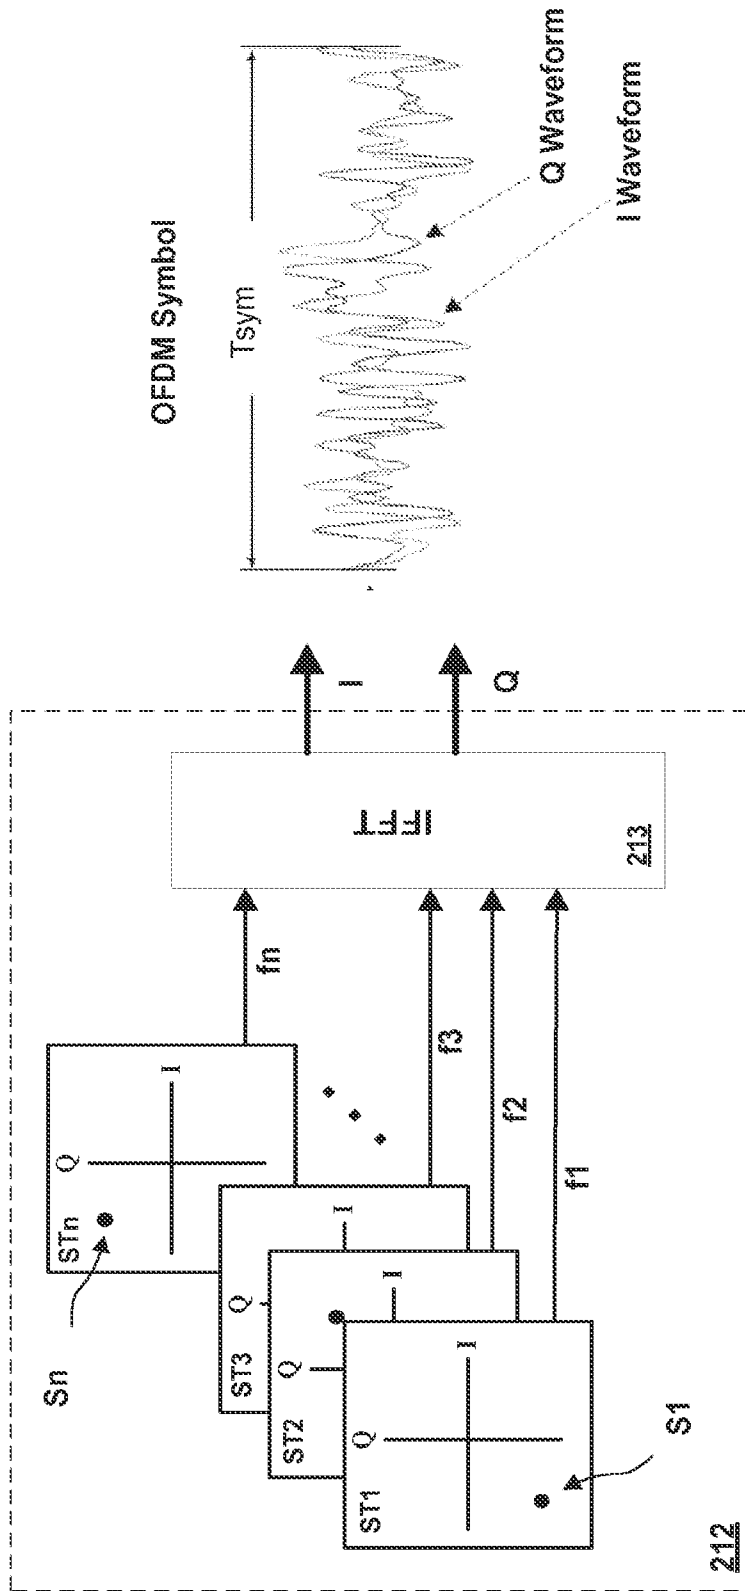 OFDM Symbol
Tsym
Q Waveform
I Waveform
I
Q
IFFT
213
fn
f3
f2
f1
STn
Q
I
Sn
ST3
Q
I
ST2
Q
I
ST1
Q
I
S1
212